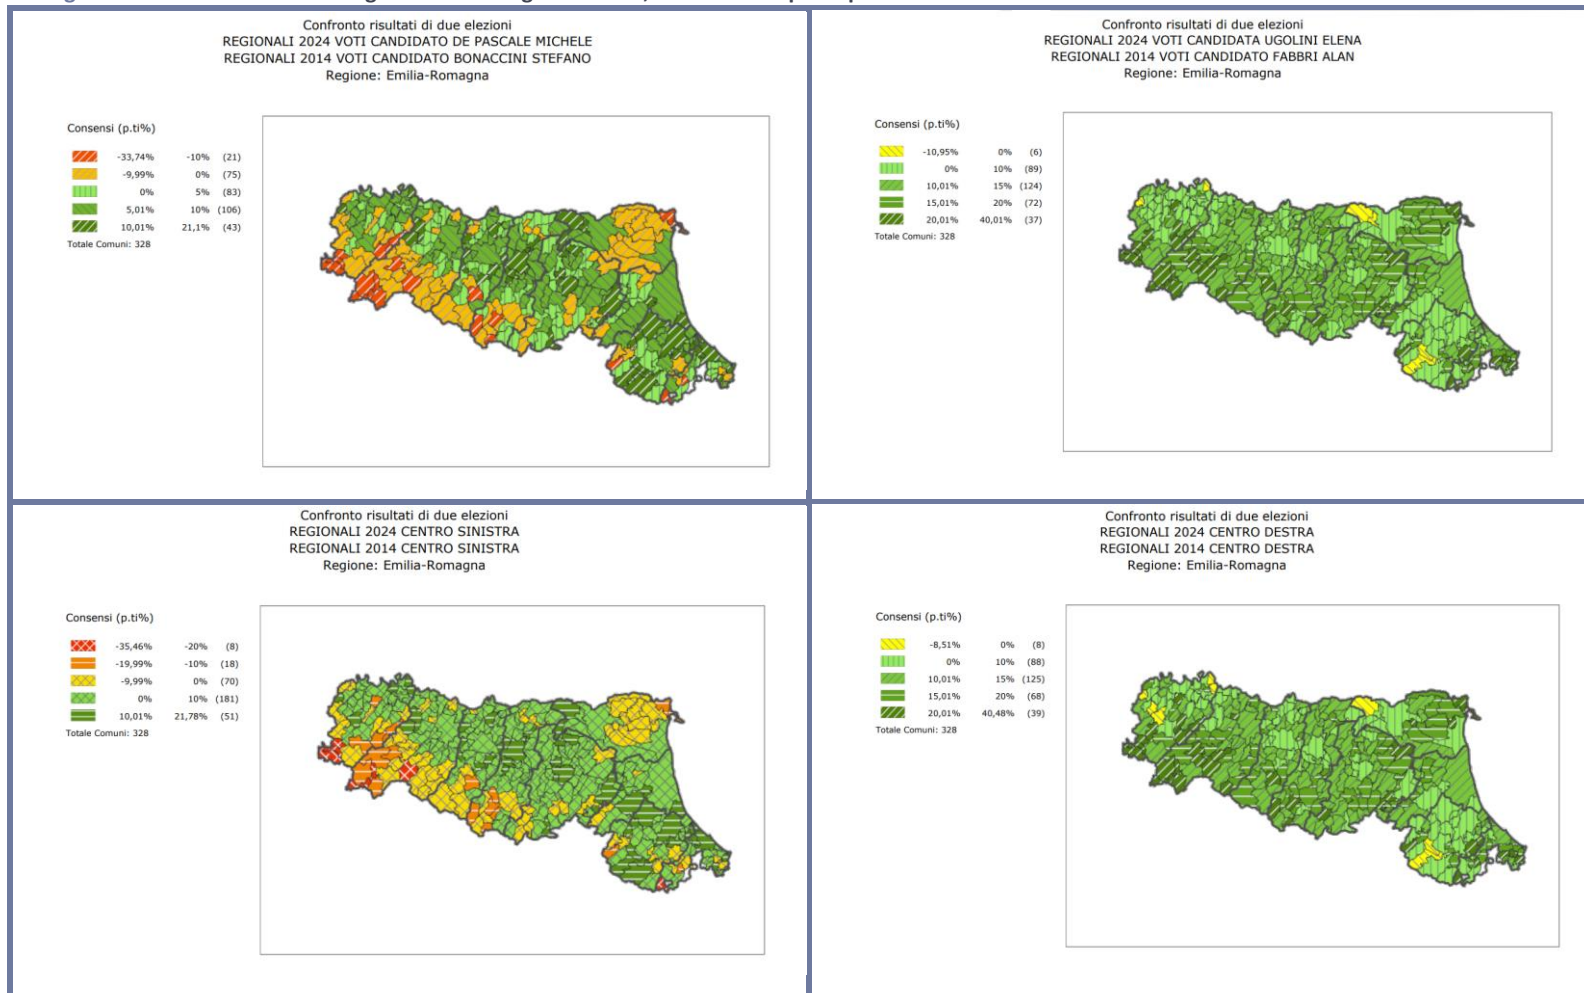 Confronto risultati di due elezioni
REGIONALI 2024 VOTI CANDIDATO DE PASCALE MICHELE
REGIONALI 2014 VOTI CANDIDATO BONACCINI STEFANO
Regione: Emilia-Romagna
Consensi (p.ti%)
-33,74% -10% (21)
-9,99% 0% (75)
0% 5% (83)
5,01% 10% (106)
10,01% 21,1% (43)
Totale Comuni: 328
Confronto risultati di due elezioni
REGIONALI 2024 VOTI CANDIDATA UGOLINI ELENA
REGIONALI 2014 VOTI CANDIDATO FABBRI ALAN
Regione: Emilia-Romagna
Consensi (p.ti%)
-10,95% 0% (6)
0% 10% (89)
10,01% 15% (124)
15,01% 20% (72)
20,01% 40,01% (37)
Totale Comuni: 328
Confronto risultati di due elezioni
REGIONALI 2024 CENTRO SINISTRA
REGIONALI 2014 CENTRO SINISTRA
Regione: Emilia-Romagna
Consensi (p.ti%)
-35,46% -20% (8)
-19,99% -10% (18)
-9,99% 0% (70)
0% 10% (181)
10,01% 21,78% (51)
Totale Comuni: 328
Confronto risultati di due elezioni
REGIONALI 2024 CENTRO DESTRA
REGIONALI 2014 CENTRO DESTRA
Regione: Emilia-Romagna
Consensi (p.ti%)
-8,51% 0% (8)
0% 10% (88)
10,01% 15% (125)
15,01% 20% (68)
20,01% 40,48% (39)
Totale Comuni: 328